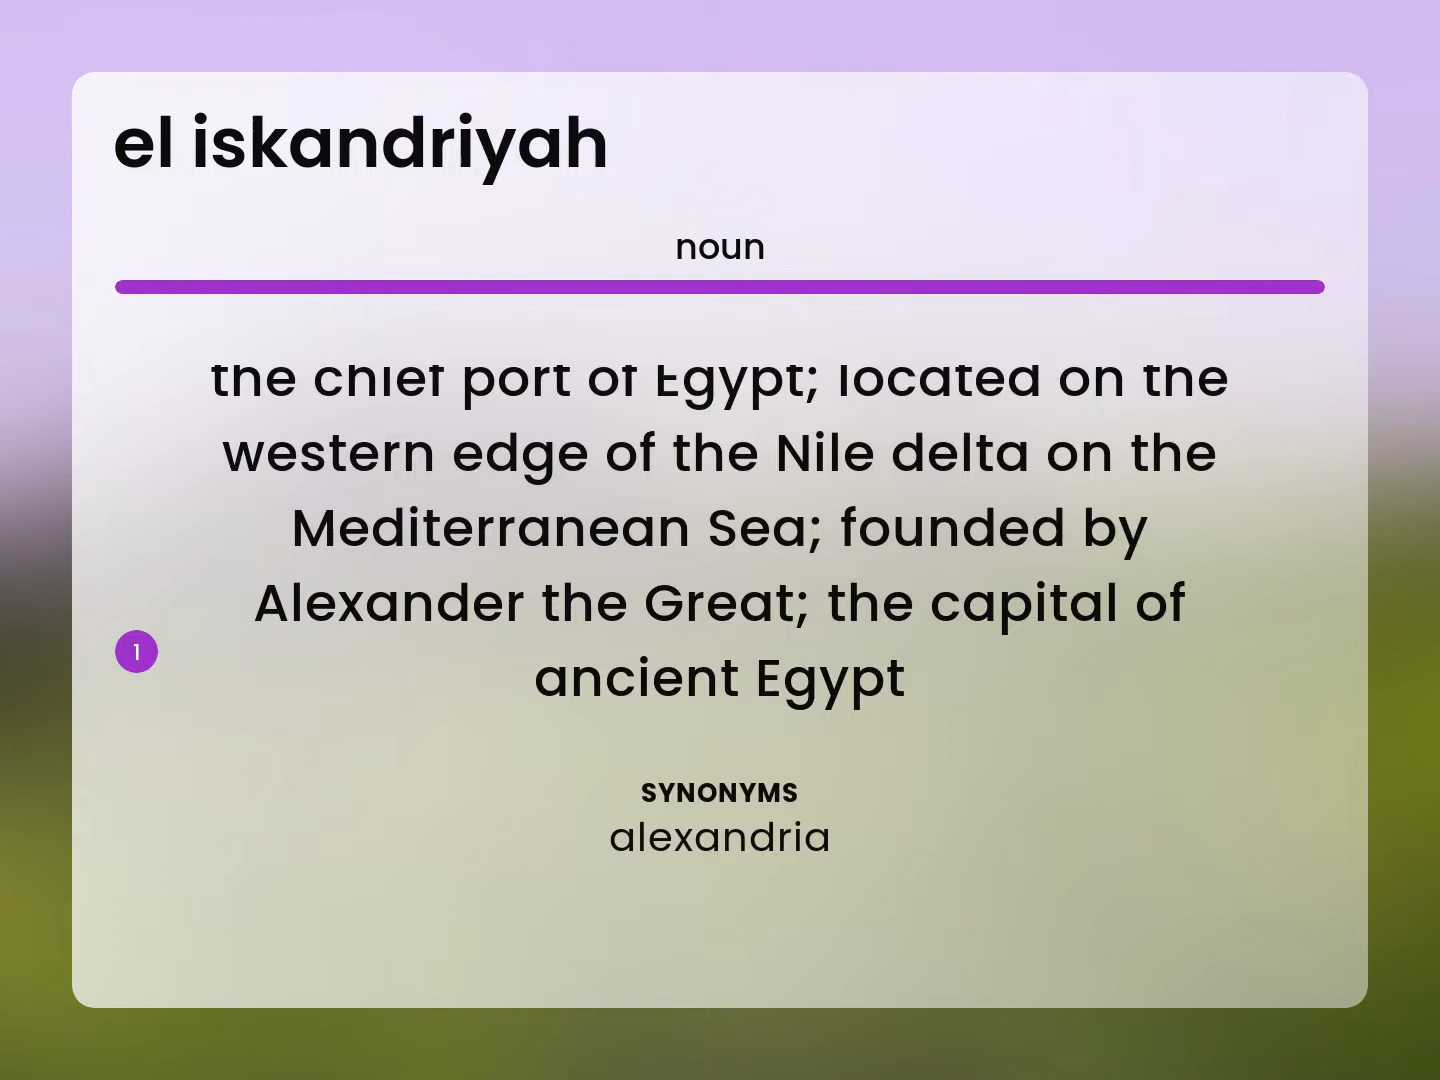 el iskandriyah
noun
the chief port of Egypt; located on the
western edge of the Nile delta on the
Mediterranean Sea; founded by
Alexander the Great; the capital of
1
ancient Egypt
SYNONYMS
alexandria